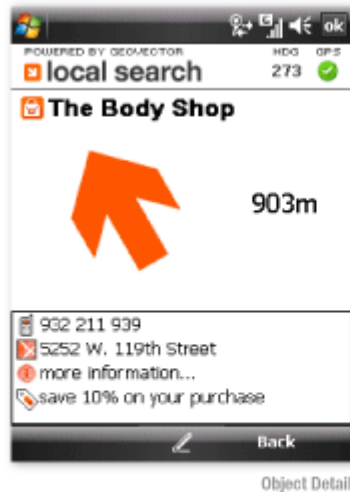 ok
POWERED BY GEOVECTOR HDG GPS
local search 273
The Body Shop
903m
932 211 939
5252 W. 119th Street
more information...
save 10% on your purchase
Back
Object Detail